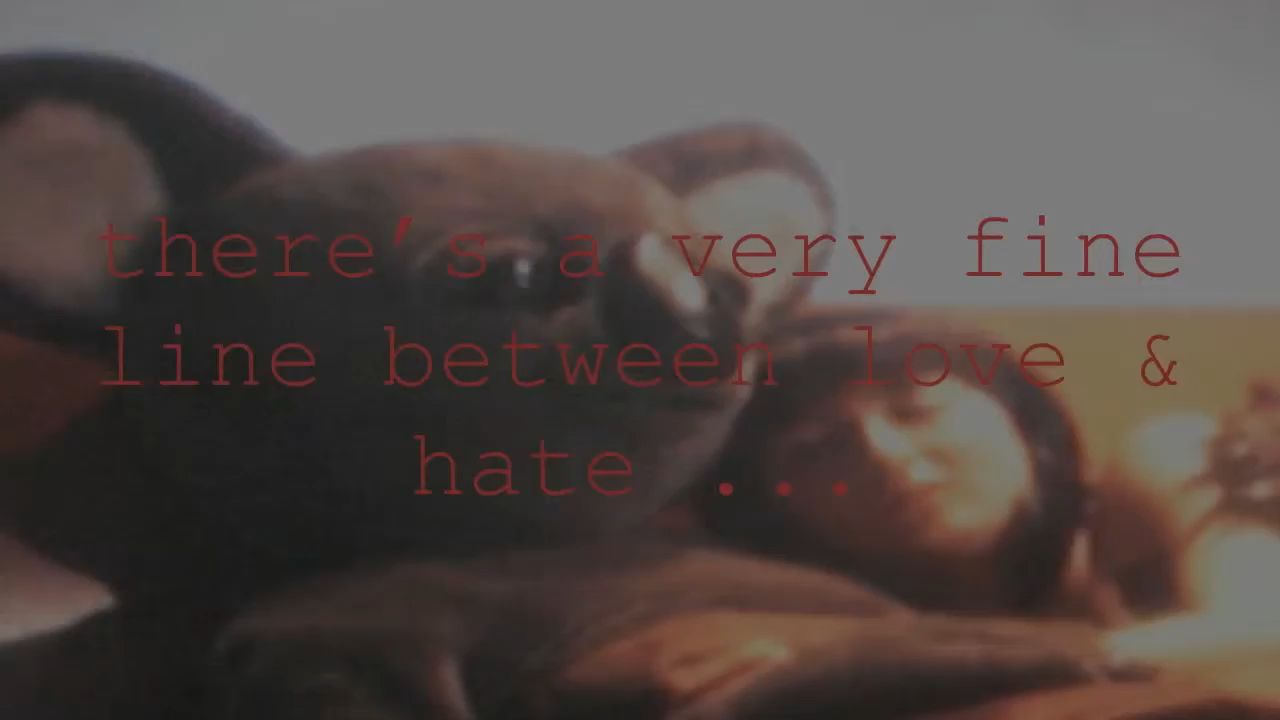 there's a very fine
line between love &
hate ...